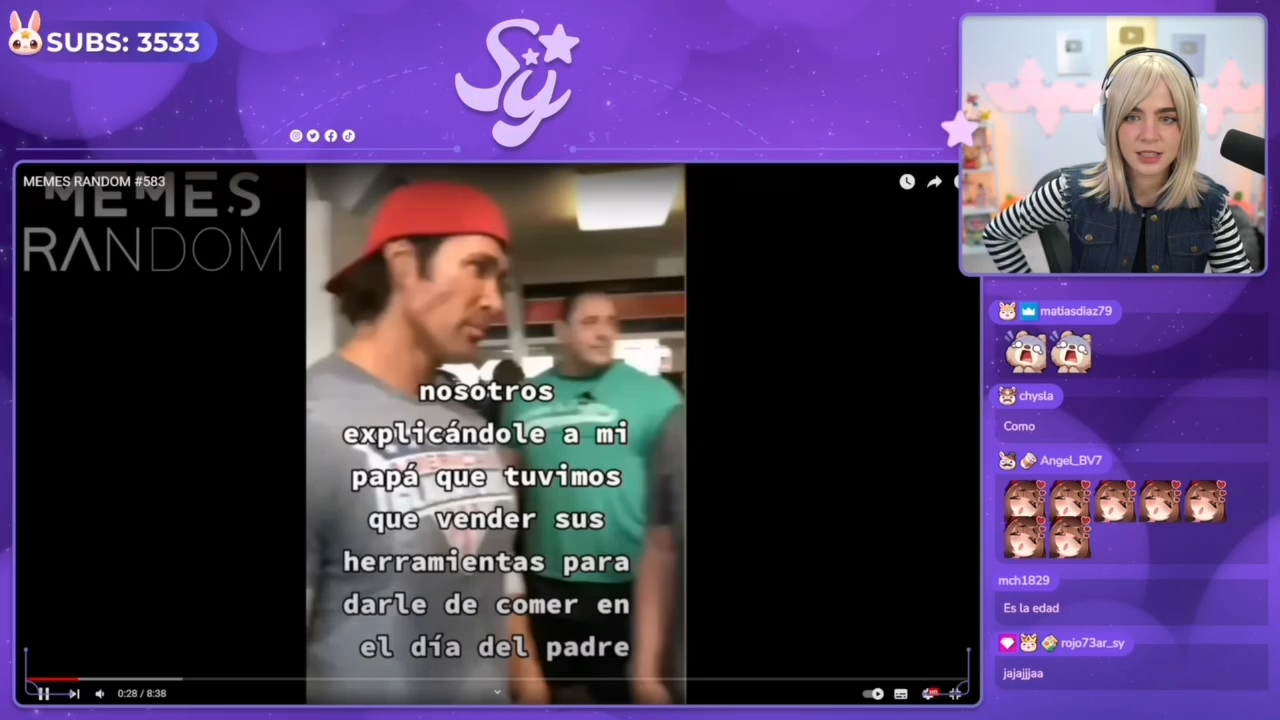 SUBS: 3533
Sy
MEMES RANDOM #583
MEMES
RANDOM
nosotros
explicándole a mi
papá que tuvimos
que vender sus
herramientas para
darle de comer en
el día del padre
0:28 / 8:38
matiasdiaz79
chysla
Como
Angel_BV7
mch1829
Es la edad
rojo73ar_sy
jajajjjaa